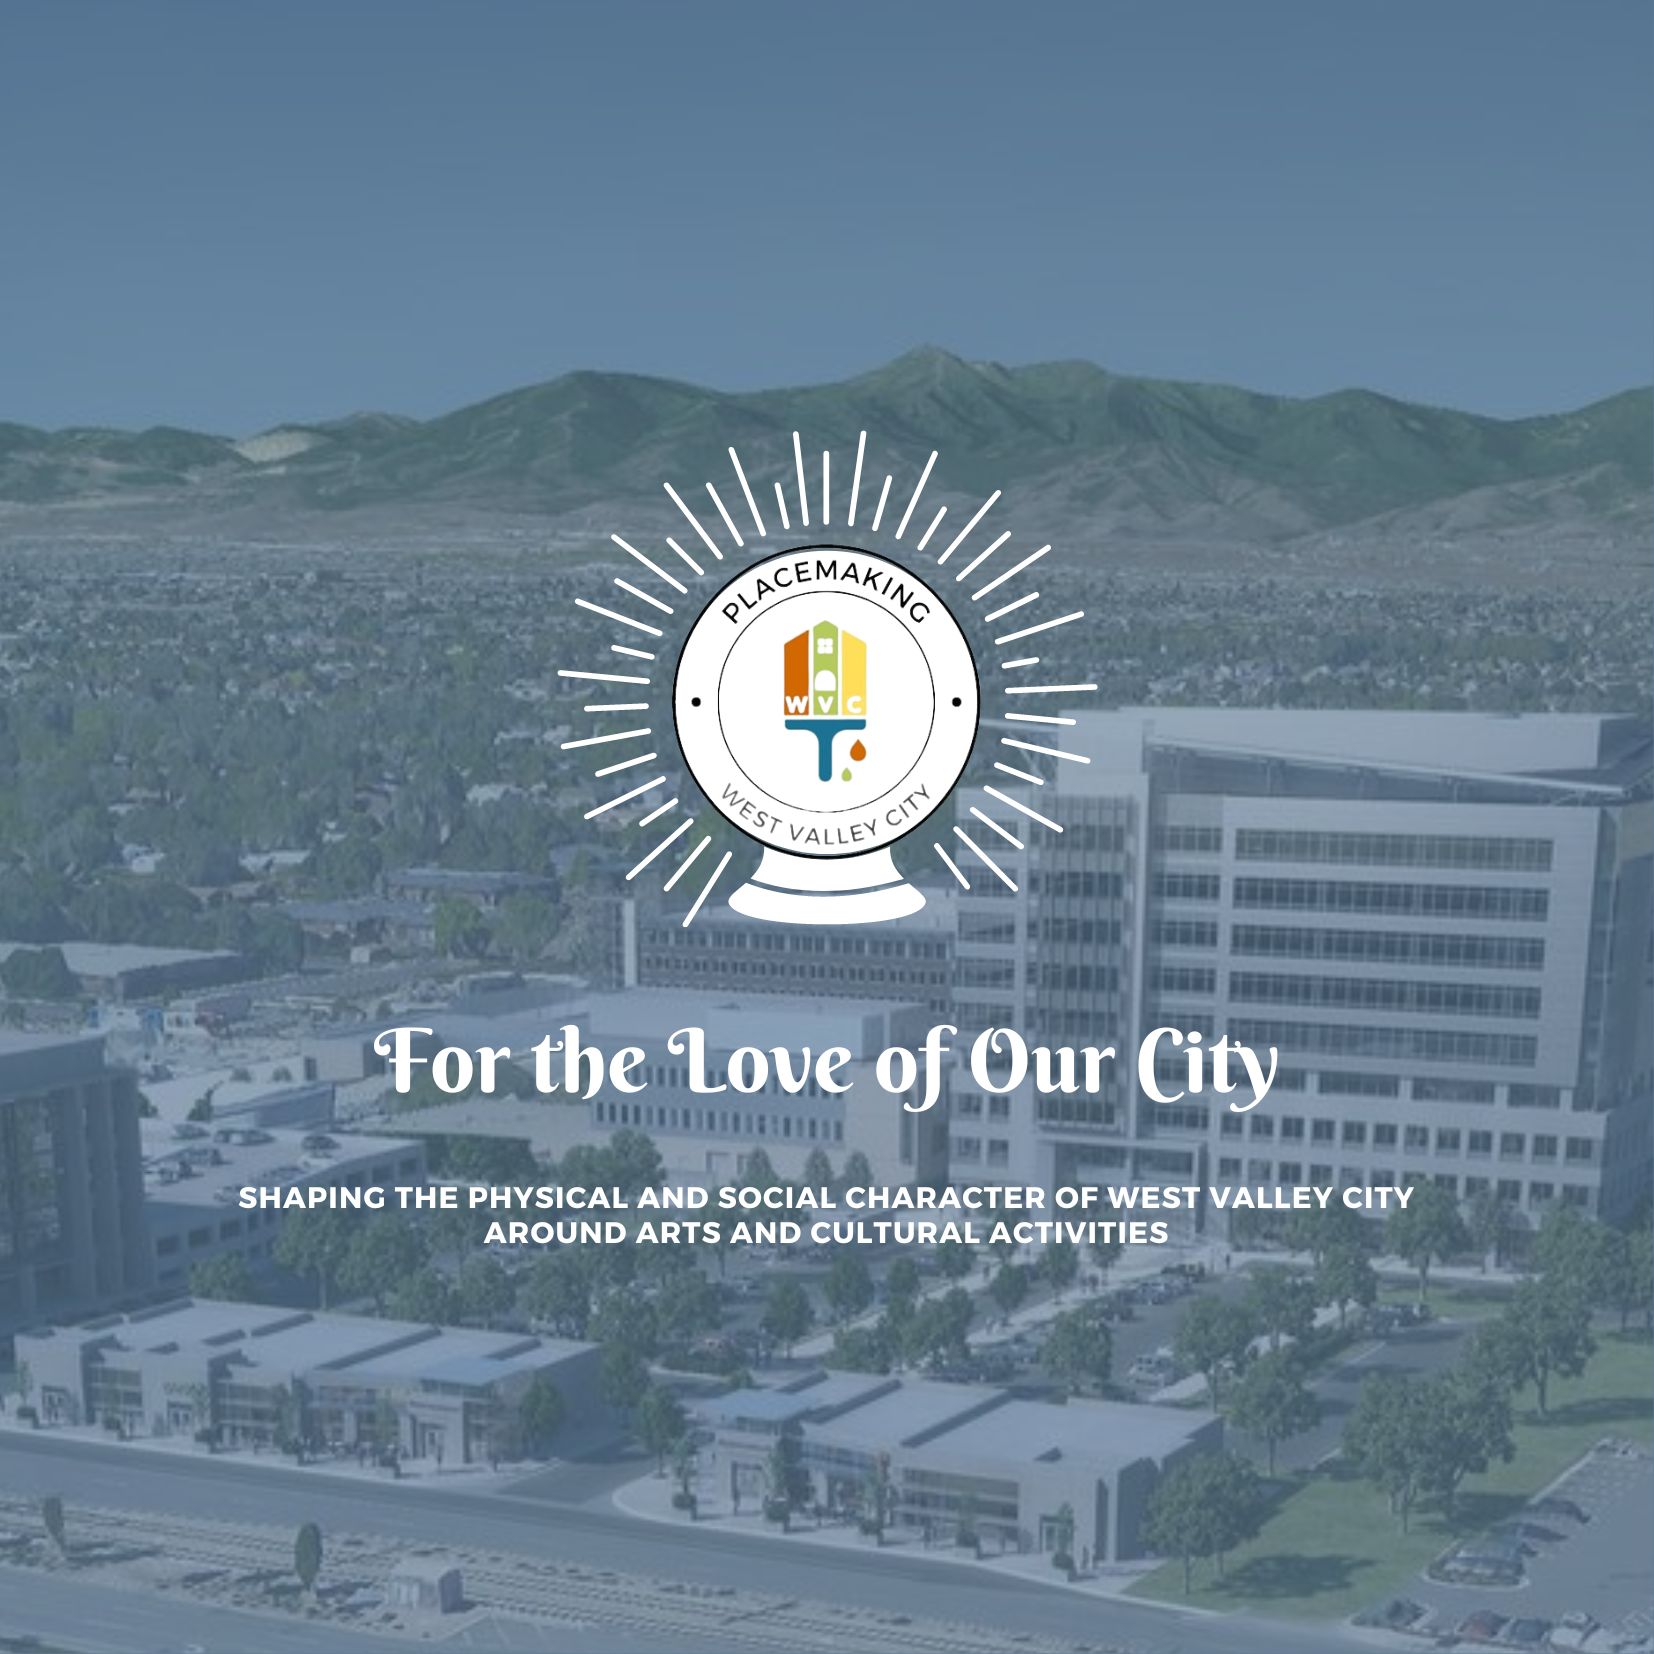 PLACEMAKING
W V C
WEST VALLEY CITY
For the Love of Our City
SHAPING THE PHYSICAL AND SOCIAL CHARACTER OF WEST VALLEY CITY
AROUND ARTS AND CULTURAL ACTIVITIES